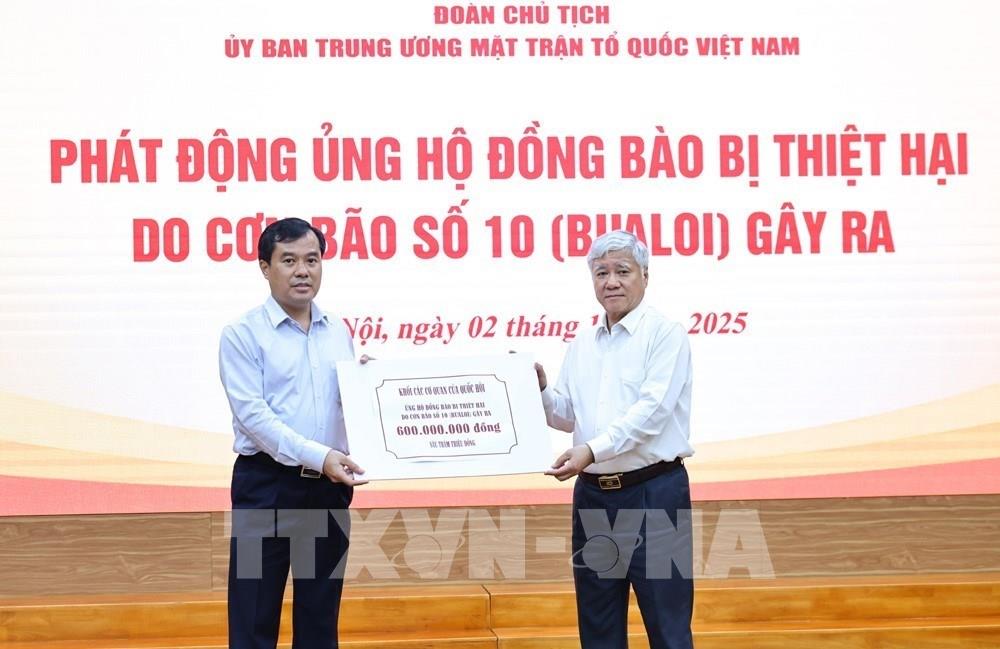 ĐOÀN CHỦ TỊCH
ỦY BAN TRUNG ƯƠNG MẶT TRẬN TỔ QUỐC VIỆT NAM
PHÁT ĐỘNG ỦNG HỘ ĐỒNG BÀO BỊ THIỆT HẠI
DO CƠN BÃO SỐ 10 (BUALOI) GÂY RA
Nội, ngày 02 tháng 2025
KHỐI CÁC CƠ QUAN CỦA QUỐC HỘI
ỦNG HỘ ĐỒNG BÀO BỊ THIỆT HẠI
DO CƠN BÃO SỐ 10 (BUALOI) GÂY RA
600.000.000 đồng
SÁU TRĂM TRIỆU ĐỒNG
TTXVN-VNA